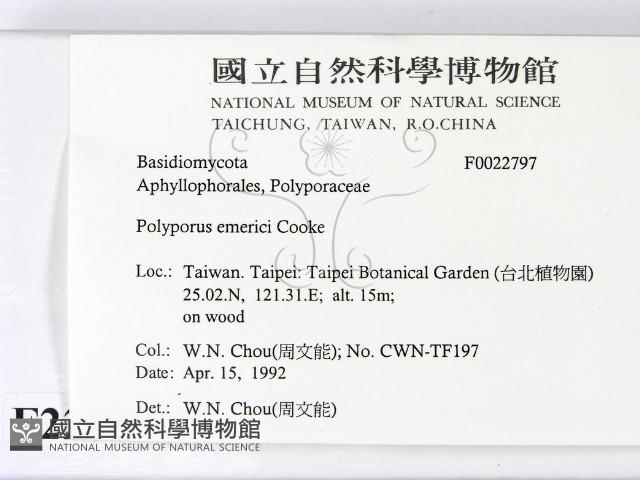 國立自然科學博物館
NATIONAL MUSEUM OF NATURAL SCIENCE
TAICHUNG, TAIWAN, R.O.CHINA
Basidiomycota F0022797
Aphyllophorales, Polyporaceae
Polyporus emerici Cooke
Loc.: Taiwan. Taipei: Taipei Botanical Garden (台北植物園)
25.02.N, 121.31.E; alt. 15m;
on wood
Col.: W.N. Chou(周文能); No. CWN-TF197
Date: Apr. 15, 1992
Det.: W.N. Chou(周文能)
國立自然科學博物館
NATIONAL MUSEUM OF NATURAL SCIENCE